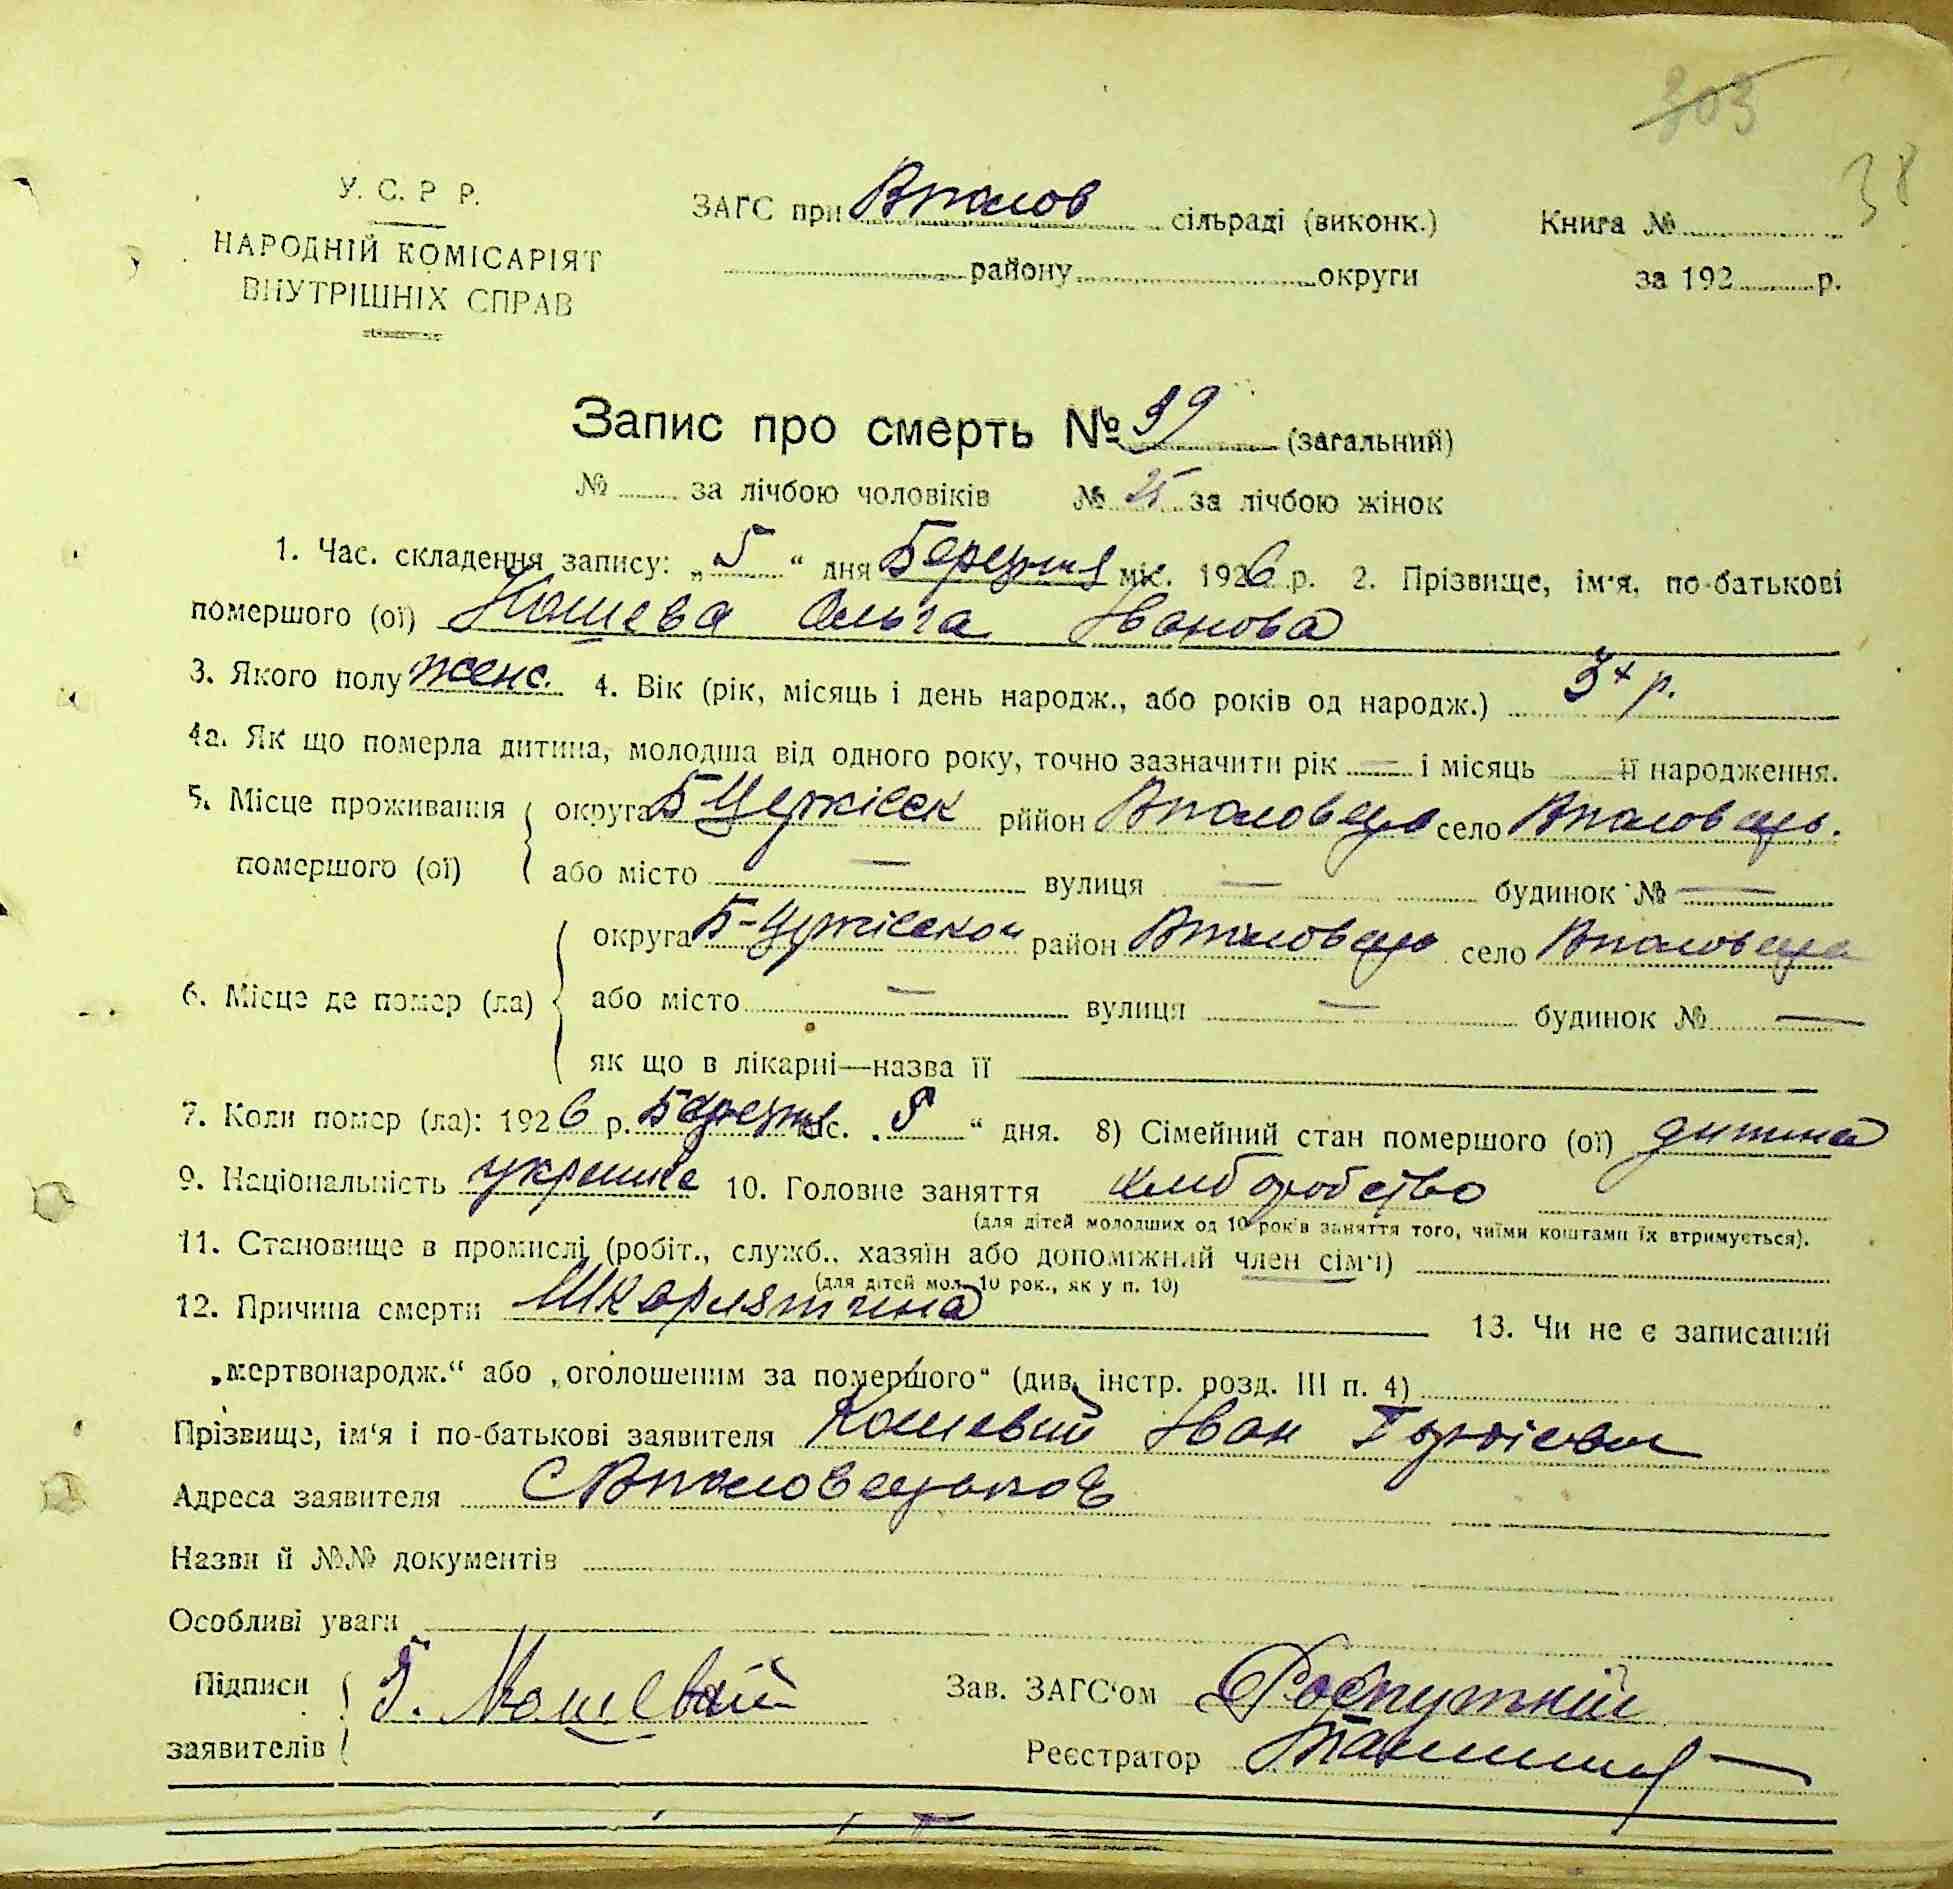 303
38
У. С. Р Р.
НАРОДНІЙ КОМІСАРІЯТ
ВНУТРІШНІХ СПРАВ
ЗАГС при сільраді (виконк.)
району округи
Книга №
за 192 р.
Запис про смерть № 39 (загальний)
№ за лічбою чоловіків № 25 за лічбою жінок
1. Час. складення запису: „5“ дня Березня міс. 1926 р. 2. Прізвище, ім'я, по-батькові
помершого (ої) Кошева Ольга Іванова
3. Якого полу женс. 4. Вік (рік, місяць і день народж., або років од народж.) 3х р.
4а. Як що померла дитина, молодша від одного року, точно зазначити рік — і місяць — її народження.
5. Місце проживання помершого (ої)
округа Б Церківск рййон село
або місто — вулиця — будинок № —
6. Місце де помер (ла)
округа Б-Церківскої район село
або місто — вулиця — будинок № —
як що в лікарні—назва її
7. Коли помер (ла): 1926 р. Березня міс. „5“ дня. 8) Сімейний стан помершого (ої) дитина
9. Національність 10. Головне заняття хліборобство
(для дітей молодших од 10 років заняття того, чиїми коштами їх втримується).
11. Становище в промислі (робіт., служб., хазяїн або допоміжний член сім'ї)
(для дітей мол. 10 рок., як у п. 10)
12. Причина смерти Шкарлятина 13. Чи не є записаний
„мертвонародж.“ або „оголошеним за помершого“ (див. інстр. розд. III п. 4)
Прізвище, ім'я і по-батькові заявителя Кошевий Іван
Адреса заявителя
Назви й №№ документів
Особливі уваги
Підписи заявителів І. Кошевий
Зав. ЗАГС'ом Роспутній
Реєстратор